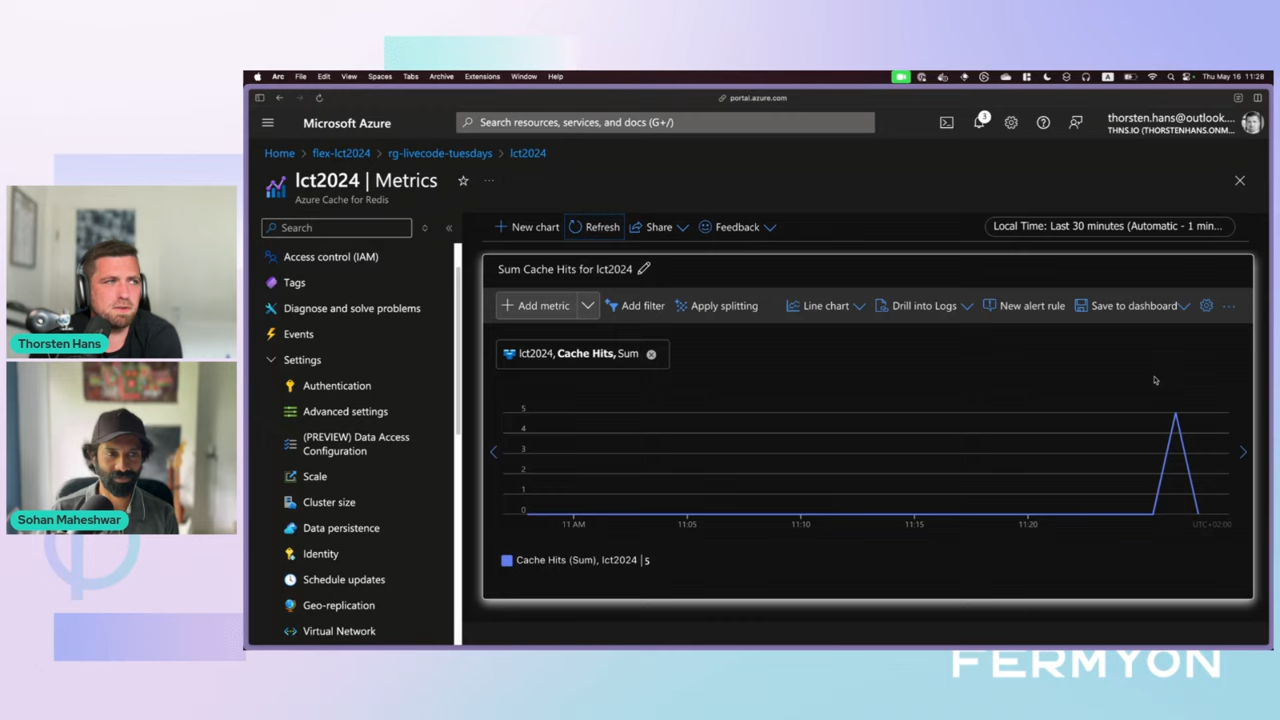 Arc File Edit View Spaces Tabs Archive Extensions Window Help
A
Thu May 16 11:28
portal.azure.com
Microsoft Azure
Search resources, services, and docs (G+/)
3
thorsten.hans@outlook....
THNS.IO (THORSTENHANS.ONM...
Home > flex-lct2024 > rg-livecode-tuesdays > lct2024
lct2024 | Metrics
Azure Cache for Redis
Search
New chart
Refresh
Share
Feedback
Local Time: Last 30 minutes (Automatic - 1 min...
Access control (IAM)
Tags
Diagnose and solve problems
Events
Settings
Authentication
Advanced settings
(PREVIEW) Data Access
Configuration
Scale
Cluster size
Data persistence
Identity
Schedule updates
Geo-replication
Virtual Network
Sum Cache Hits for lct2024
Add metric
Add filter
Apply splitting
Line chart
Drill into Logs
New alert rule
Save to dashboard
lct2024, Cache Hits, Sum
5
4
3
2
1
0
11 AM
11:05
11:10
11:15
11:20
UTC+02:00
Cache Hits (Sum), lct2024 | 5
Thorsten Hans
Sohan Maheshwar
FERMYON